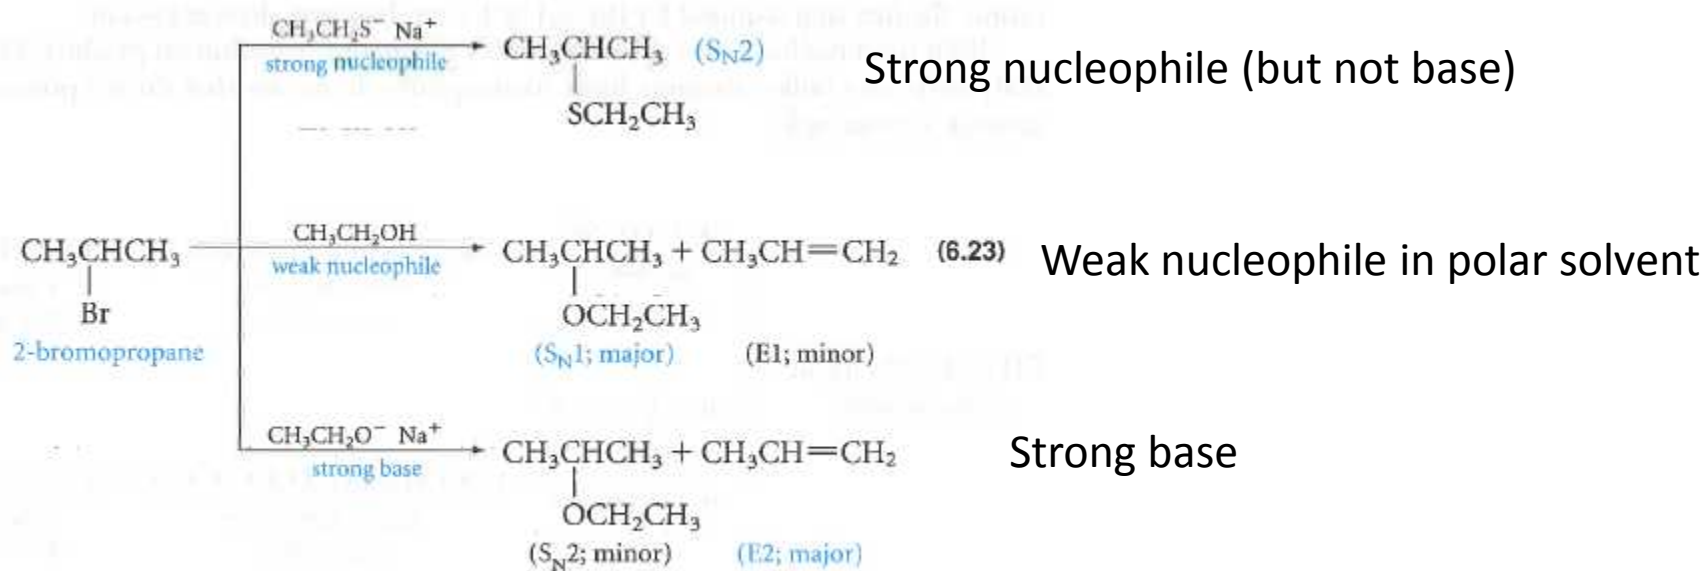 CH₃CH₂S⁻ Na⁺
strong nucleophile
CH₃CHCH₃ (SN2)
SCH₂CH₃
Strong nucleophile (but not base)
CH₃CHCH₃
Br
2-bromopropane
CH₃CH₂OH
weak nucleophile
CH₃CHCH₃ + CH₃CH=CH₂ (6.23)
OCH₂CH₃
(SN1; major) (E1; minor)
Weak nucleophile in polar solvent
CH₃CH₂O⁻ Na⁺
strong base
CH₃CHCH₃ + CH₃CH=CH₂
OCH₂CH₃
(SN2; minor) (E2; major)
Strong base